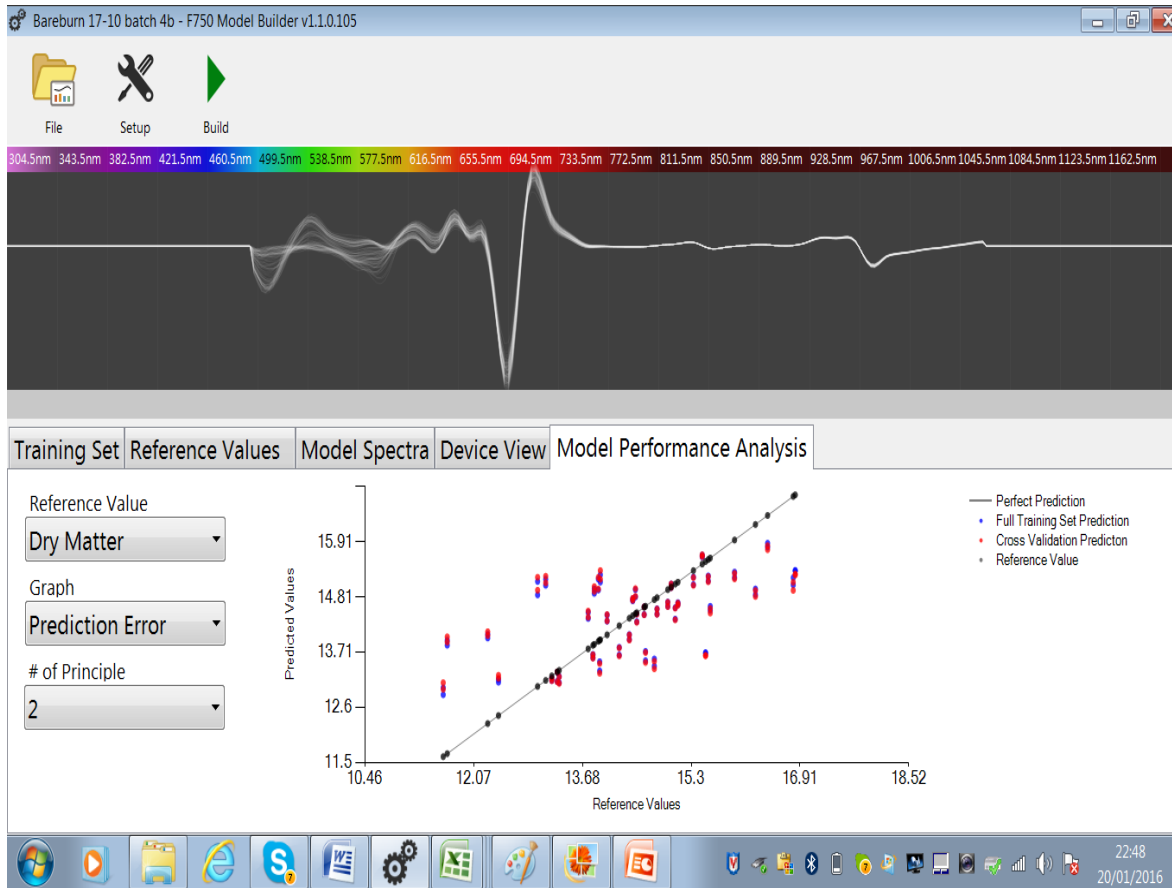 Bareburn 17-10 batch 4b - F750 Model Builder v1.1.0.105
File Setup Build
304.5nm 343.5nm 382.5nm 421.5nm 460.5nm 499.5nm 538.5nm 577.5nm 616.5nm 655.5nm 694.5nm 733.5nm 772.5nm 811.5nm 850.5nm 889.5nm 928.5nm 967.5nm 1006.5nm 1045.5nm 1084.5nm 1123.5nm 1162.5nm
Training Set Reference Values Model Spectra Device View Model Performance Analysis
Reference Value
Dry Matter
Graph
Prediction Error
# of Principle
2
Predicted Values
15.91
14.81
13.71
12.6
11.5
10.46 12.07 13.68 15.3 16.91 18.52
Reference Values
Perfect Prediction
Full Training Set Prediction
Cross Validation Predicton
Reference Value
22:48
20/01/2016